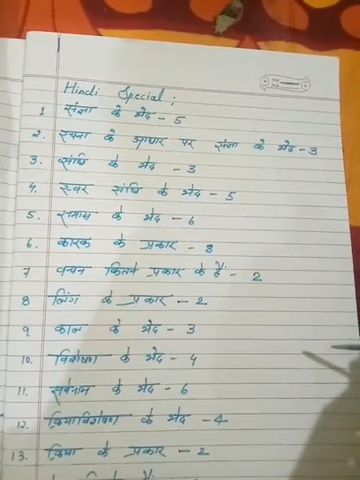 Hindi Special :
1 संज्ञा के भेद - 5
2. रचना के आधार पर संज्ञा के भेद - 3
3. संधि के भेद - 3
4. स्वर संधि के भेद - 5
5. समास के भेद - 6
6. कारक के प्रकार - 8
7 वचन कितने प्रकार के हैं - 2
8 लिंग के प्रकार - 2
9 काल के भेद - 3
10. विशेषण के भेद - 4
11. सर्वनाम के भेद - 6
12. क्रियाविशेषण के भेद - 4
13. क्रिया के प्रकार - 2